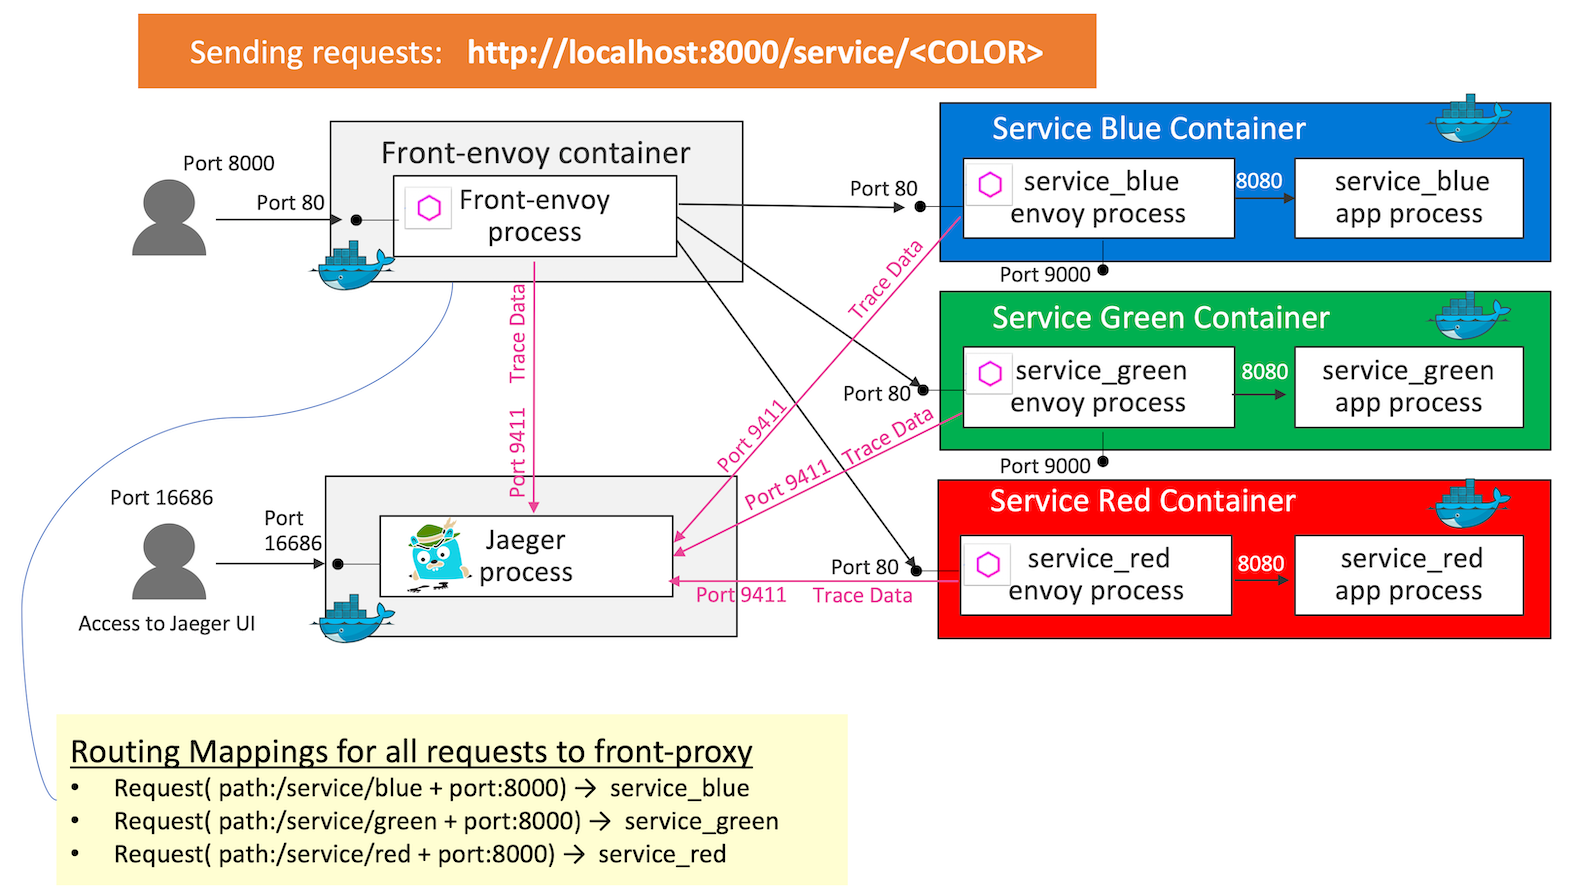 Sending requests: http://localhost:8000/service/<COLOR>
Port 8000
Port 80
Front-envoy container
Front-envoy
process
Port 80
Service Blue Container
service_blue
envoy process
8080
service_blue
app process
Port 9000
Trace Data
Port 9411
Trace Data
Port 9411
Port 80
Service Green Container
service_green
envoy process
8080
service_green
app process
Port 9000
Trace Data
Port 9411
Port 16686
Port
16686
Access to Jaeger UI
Jaeger
process
Port 80
Service Red Container
service_red
envoy process
8080
service_red
app process
Port 9411 Trace Data
Routing Mappings for all requests to front-proxy
• Request( path:/service/blue + port:8000) → service_blue
• Request( path:/service/green + port:8000) → service_green
• Request( path:/service/red + port:8000) → service_red